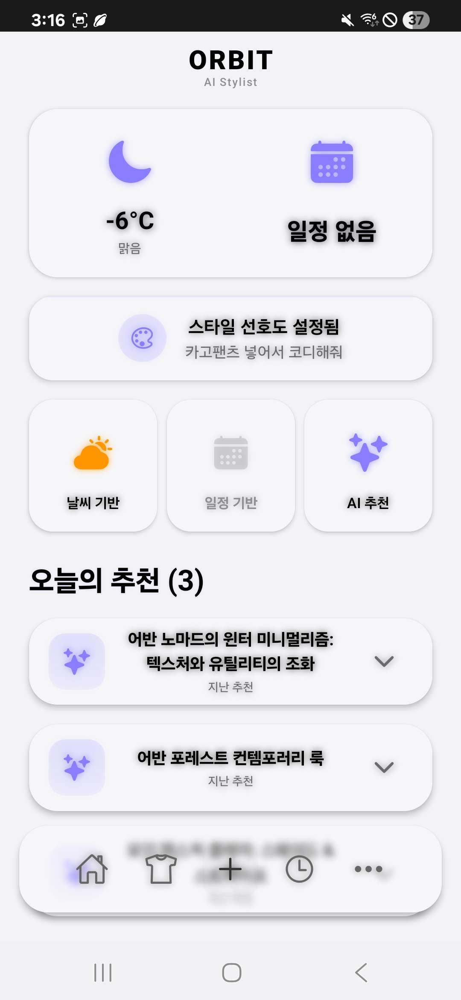 3:16
6
37
ORBIT
AI Stylist
-6°C
맑음
일정 없음
스타일 선호도 설정됨
카고팬츠 넣어서 코디해줘
날씨 기반
일정 기반
AI 추천
오늘의 추천 (3)
어반 노마드의 윈터 미니멀리즘:
텍스처와 유틸리티의 조화
지난 추천
어반 포레스트 컨템포러리 룩
지난 추천